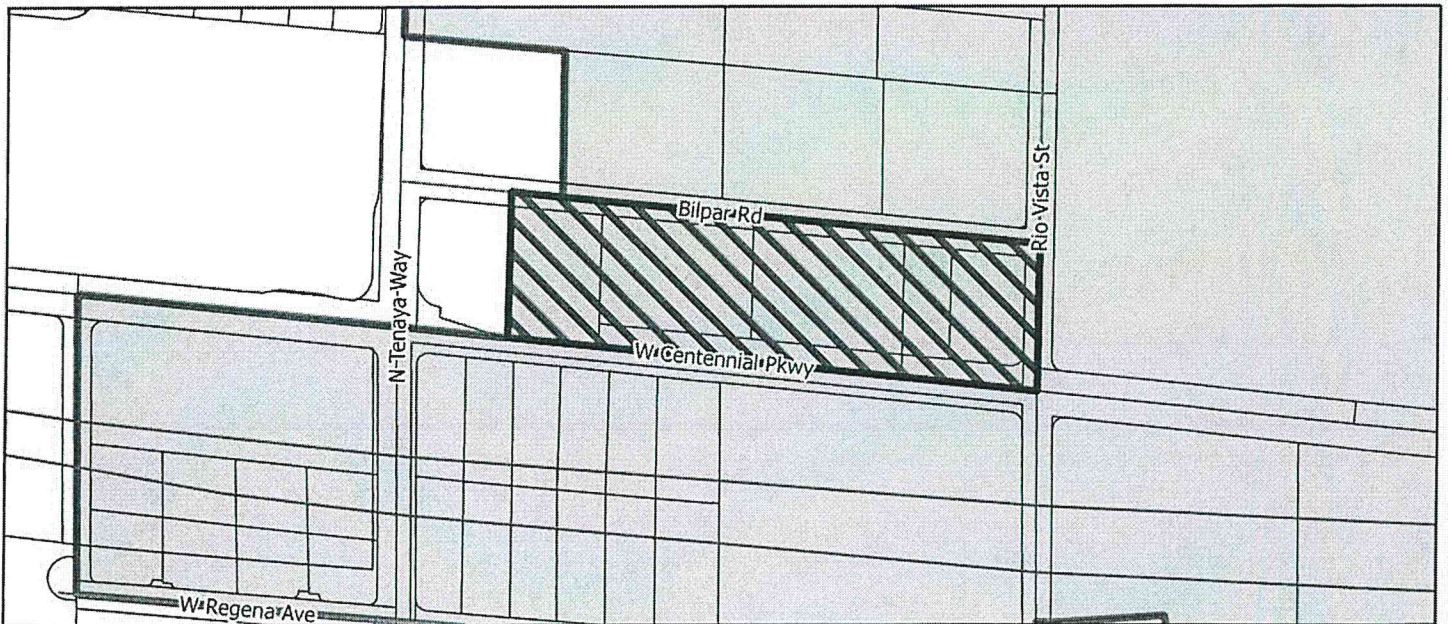 Rio Vista St
Bilpar Rd
N Tenaya Way
W Centennial Pkwy
W Regena Ave